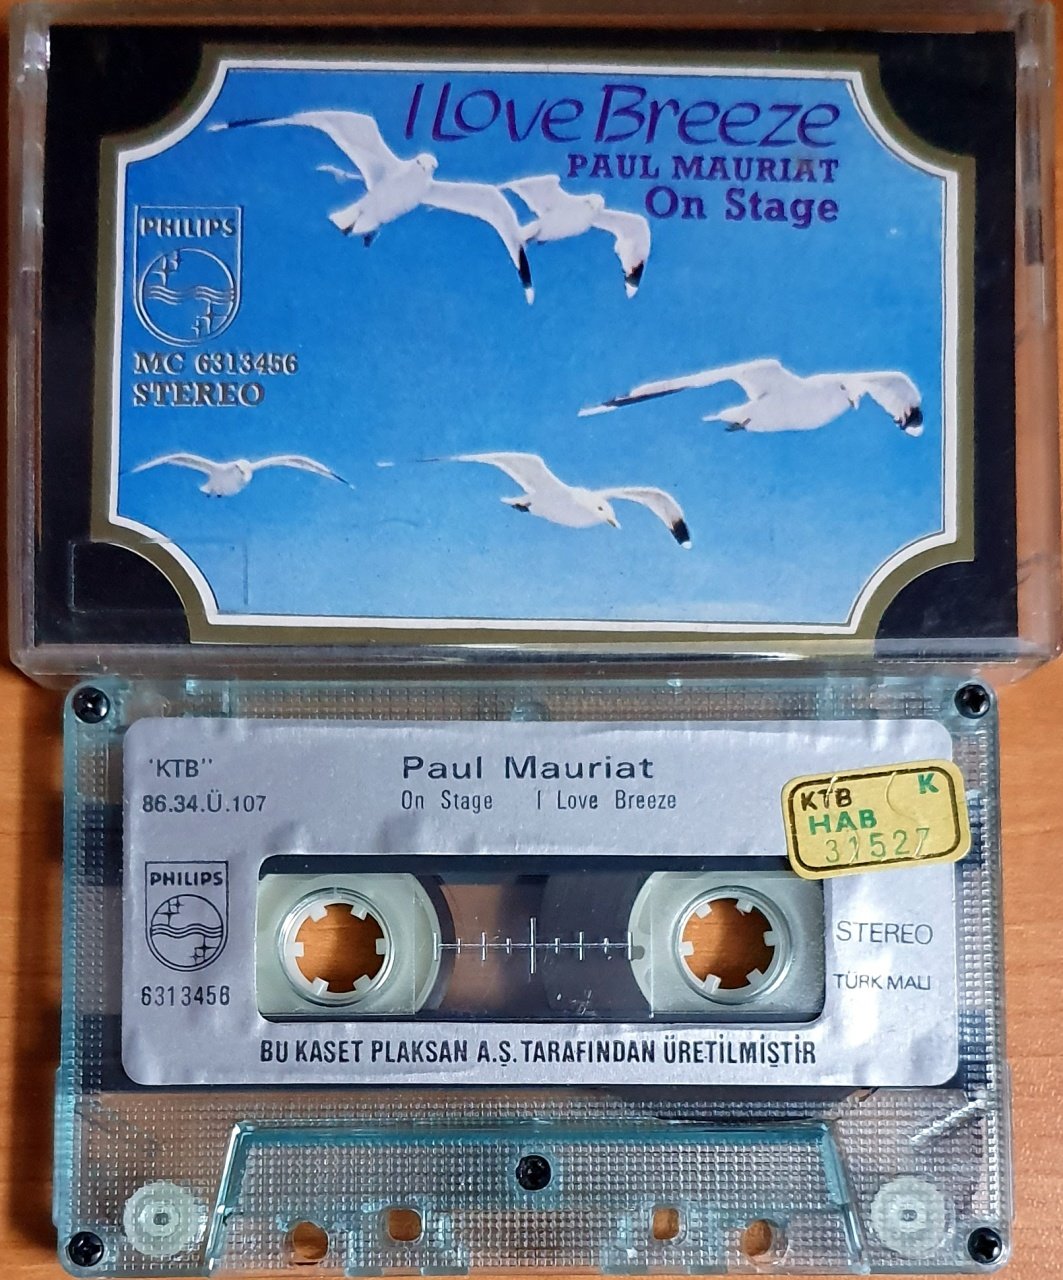 I Love Breeze
PAUL MAURIAT
On Stage
PHILIPS
MC 6313456
STEREO
'KTB''
86.34.Ü.107
Paul Mauriat
On Stage I Love Breeze
KTB K
HAB
31527
PHILIPS
6313456
STEREO
TÜRK MALI
BU KASET PLAKSAN A.Ş. TARAFINDAN ÜRETİLMİŞTİR